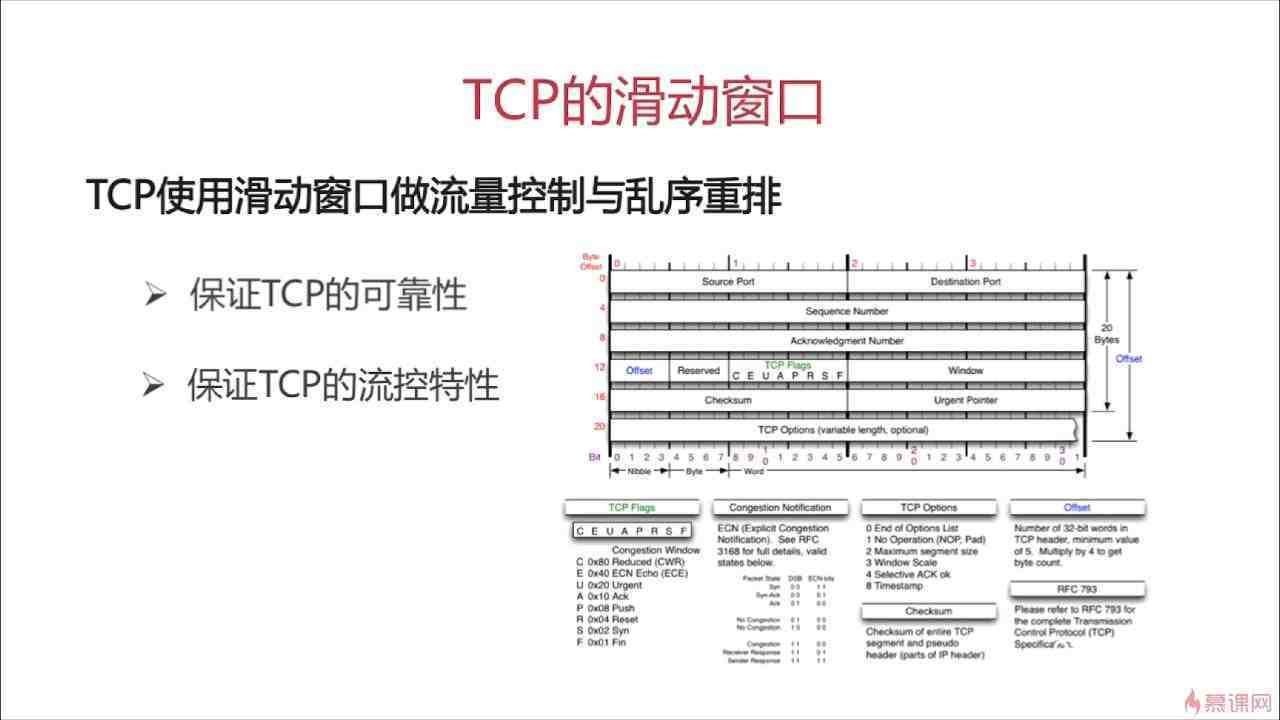 TCP的滑动窗口
TCP使用滑动窗口做流量控制与乱序重排
➢ 保证TCP的可靠性
➢ 保证TCP的流控特性
Byte Offset
0 1 2 3
0 Source Port Destination Port
4 Sequence Number
8 Acknowledgment Number
12 Offset Reserved TCP Flags Window
C E U A P R S F
16 Checksum Urgent Pointer
20 TCP Options (variable length, optional)
20 Bytes
Offset
Bit 0 1 2 3 4 5 6 7 8 9 10 1 2 3 4 5 6 7 8 9 20 1 2 3 4 5 6 7 8 9 30 1
Nibble Byte Word
TCP Flags
C E U A P R S F
Congestion Window
C 0x80 Reduced (CWR)
E 0x40 ECN Echo (ECE)
U 0x20 Urgent
A 0x10 Ack
P 0x08 Push
R 0x04 Reset
S 0x02 Syn
F 0x01 Fin
Congestion Notification
ECN (Explicit Congestion
Notification). See RFC
3168 for full details, valid
states below.
Packet State DSB ECN bits
Syn 0 0 1 1
Syn-Ack 0 0 0 1
Ack 0 1 0 0
No Congestion 0 1 0 0
No Congestion 1 0 0 0
Congestion 1 1 0 0
Receiver Response 1 1 0 1
Sender Response 1 1 1 1
TCP Options
0 End of Options List
1 No Operation (NOP, Pad)
2 Maximum segment size
3 Window Scale
4 Selective ACK ok
8 Timestamp
Checksum
Checksum of entire TCP
segment and pseudo
header (parts of IP header)
Offset
Number of 32-bit words in
TCP header, minimum value
of 5. Multiply by 4 to get
byte count.
RFC 793
Please refer to RFC 793 for
the complete Transmission
Control Protocol (TCP)
慕课网